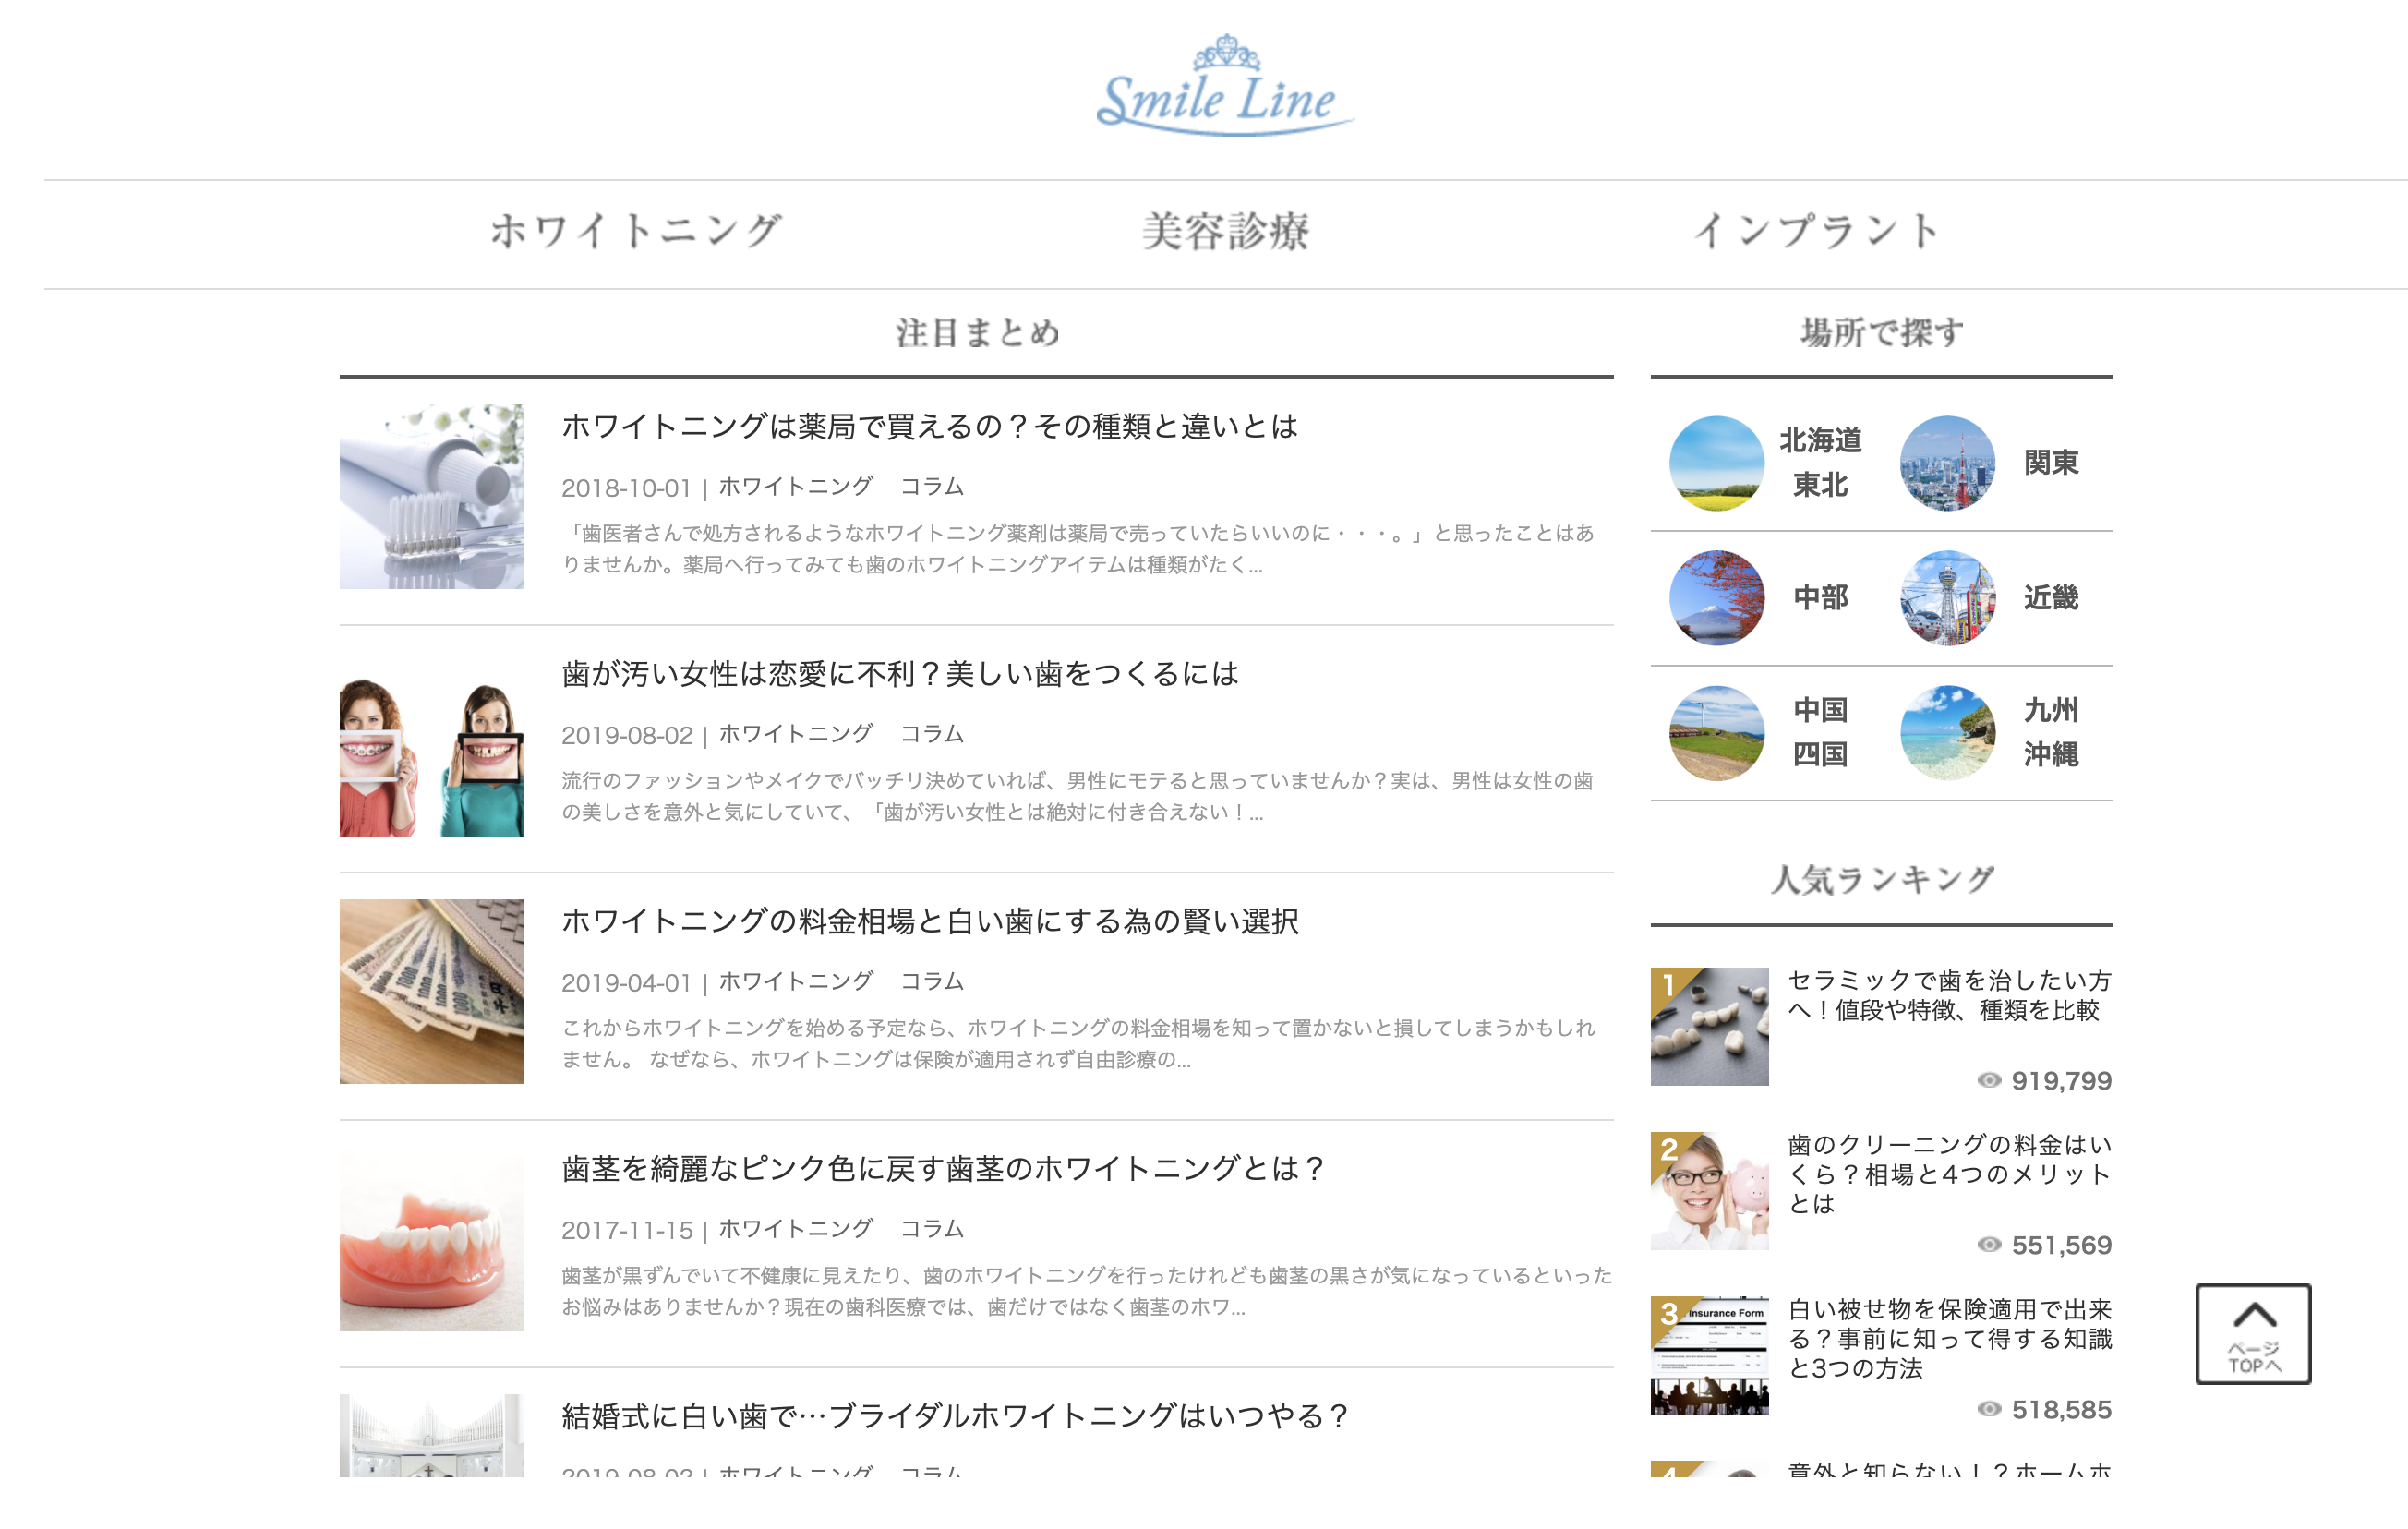 Smile Line
ホワイトニング
美容診療
インプラント
注目まとめ
ホワイトニングは薬局で買えるの？その種類と違いとは
2018-10-01 | ホワイトニング コラム
「歯医者さんで処方されるようなホワイトニング薬剤は薬局で売っていたらいいのに・・・。」と思ったことはあ
りませんか。薬局へ行ってみても歯のホワイトニングアイテムは種類がたく...
歯が汚い女性は恋愛に不利？美しい歯をつくるには
2019-08-02 | ホワイトニング コラム
流行のファッションやメイクでバッチリ決めていれば、男性にモテると思っていませんか？実は、男性は女性の歯
の美しさを意外と気にしていて、「歯が汚い女性とは絶対に付き合えない！...
ホワイトニングの料金相場と白い歯にする為の賢い選択
2019-04-01 | ホワイトニング コラム
これからホワイトニングを始める予定なら、ホワイトニングの料金相場を知って置かないと損してしまうかもしれ
ません。 なぜなら、ホワイトニングは保険が適用されず自由診療の...
歯茎を綺麗なピンク色に戻す歯茎のホワイトニングとは？
2017-11-15 | ホワイトニング コラム
歯茎が黒ずんでいて不健康に見えたり、歯のホワイトニングを行ったけれども歯茎の黒さが気になっているといった
お悩みはありませんか？現在の歯科医療では、歯だけではなく歯茎のホワ...
結婚式に白い歯で…ブライダルホワイトニングはいつやる？
2019-08-02 | ホワイトニング コラム
場所で探す
北海道
東北
関東
中部
近畿
中国
四国
九州
沖縄
人気ランキング
1
セラミックで歯を治したい方
へ！値段や特徴、種類を比較
919,799
2
歯のクリーニングの料金はい
くら？相場と4つのメリット
とは
551,569
3
Insurance Form
白い被せ物を保険適用で出来
る？事前に知って得する知識
と3つの方法
518,585
4
意外と知らない！？ホームホ
ページ
TOPへ